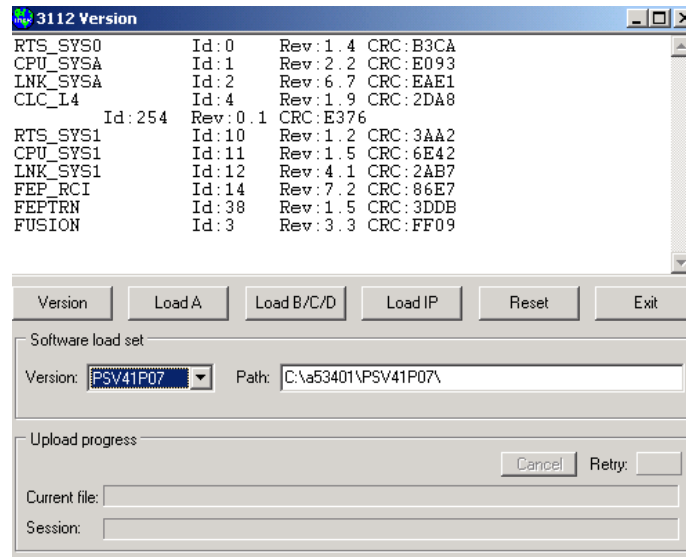 3112 Version
RTS_SYS0 Id:0 Rev:1.4 CRC:B3CA
CPU_SYSA Id:1 Rev:2.2 CRC:E093
LNK_SYSA Id:2 Rev:6.7 CRC:EAE1
CLC_L4 Id:4 Rev:1.9 CRC:2DA8
Id:254 Rev:0.1 CRC:E376
RTS_SYS1 Id:10 Rev:1.2 CRC:3AA2
CPU_SYS1 Id:11 Rev:1.5 CRC:6E42
LNK_SYS1 Id:12 Rev:4.1 CRC:2AB7
FEP_RCI Id:14 Rev:7.2 CRC:86E7
FEPTRN Id:38 Rev:1.5 CRC:3DDB
FUSION Id:3 Rev:3.3 CRC:FF09
Version Load A Load B/C/D Load IP Reset Exit
Software load set
Version: PSV41P07 Path: C:\a53401\PSV41P07\
Upload progress
Cancel Retry:
Current file:
Session: